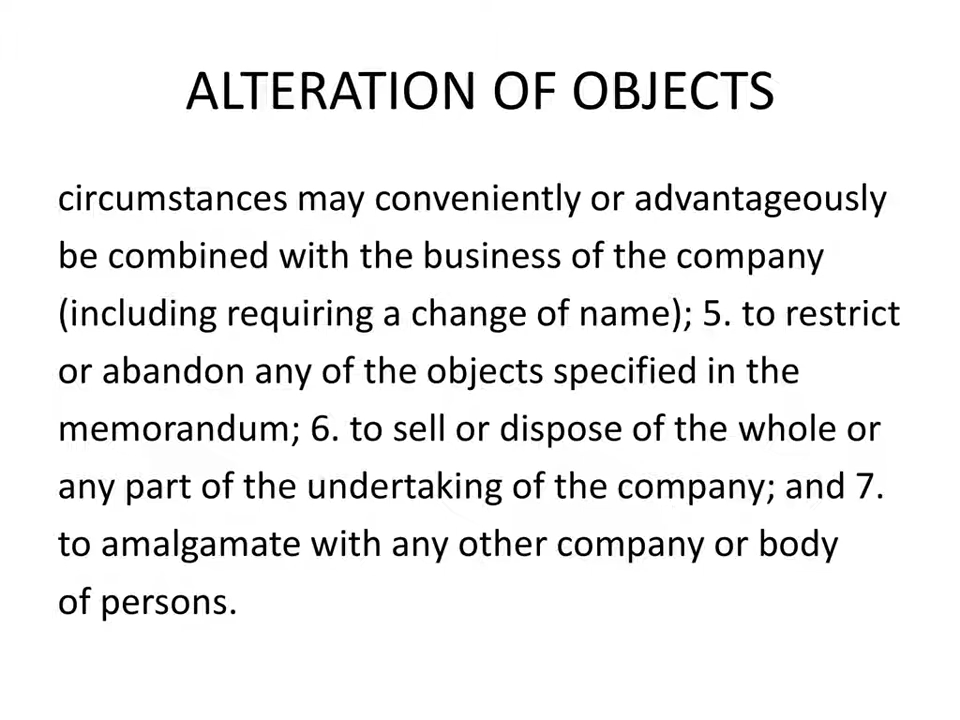 ALTERATION OF OBJECTS
circumstances may conveniently or advantageously
be combined with the business of the company
(including requiring a change of name); 5. to restrict
or abandon any of the objects specified in the
memorandum; 6. to sell or dispose of the whole or
any part of the undertaking of the company; and 7.
to amalgamate with any other company or body
of persons.